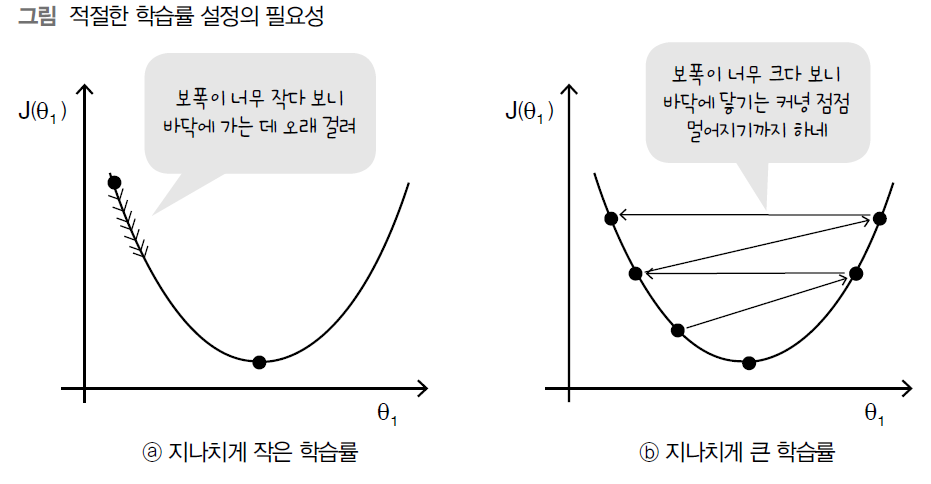 그림 적절한 학습률 설정의 필요성
J(θ1)
보폭이 너무 작다 보니
바닥에 가는 데 오래 걸려
θ1
ⓐ 지나치게 작은 학습률
J(θ1)
보폭이 너무 크다 보니
바닥에 닿기는 커녕 점점
멀어지기까지 하네
θ1
ⓑ 지나치게 큰 학습률